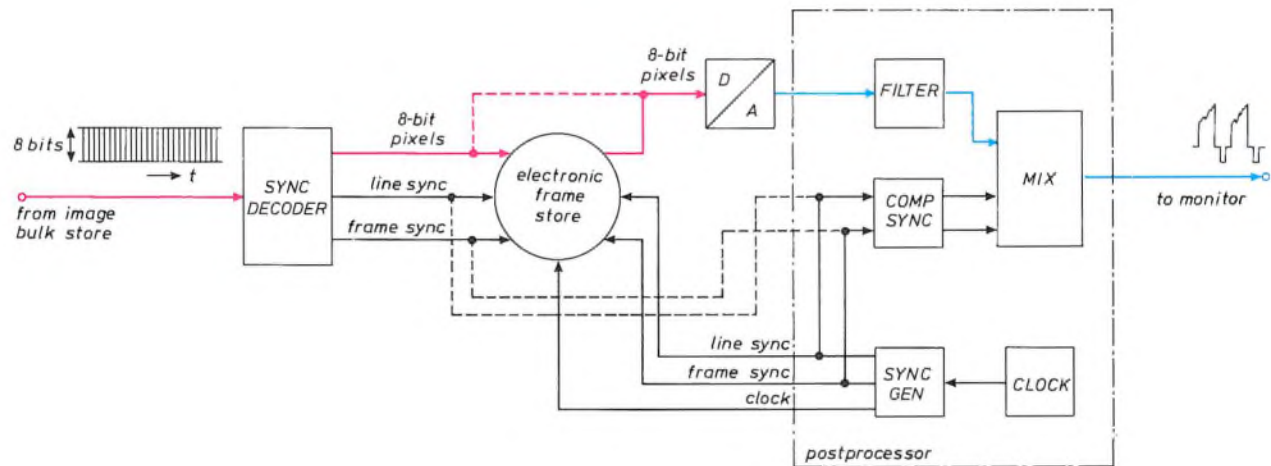 8-bit
pixels
D
A
FILTER
8 bits
t
8-bit
pixels
SYNC
DECODER
line sync
frame sync
electronic
frame
store
from image
bulk store
COMP
SYNC
MIX
to monitor
line sync
frame sync
clock
SYNC
GEN
CLOCK
postprocessor